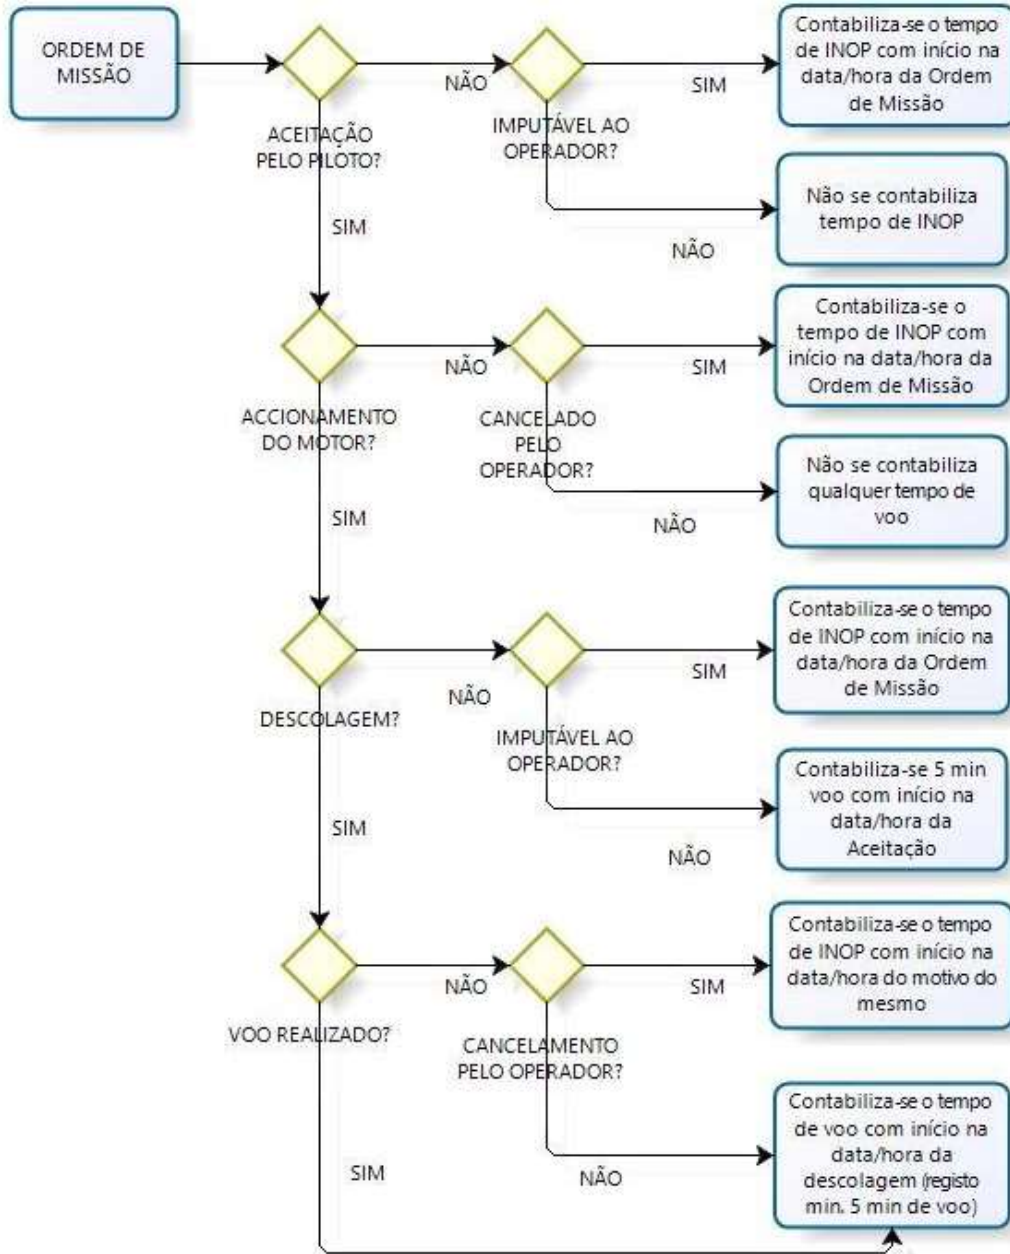 ORDEM DE
MISSÃO
ACEITAÇÃO
PELO PILOTO?
NÃO
IMPUTÁVEL AO
OPERADOR?
SIM
Contabiliza-se o tempo
de INOP com início na
data/hora da Ordem
de Missão
NÃO
Não se contabiliza
tempo de INOP
SIM
ACCIONAMENTO
DO MOTOR?
NÃO
CANCELADO
PELO
OPERADOR?
SIM
Contabiliza-se o
tempo de INOP com
início na data/hora da
Ordem de Missão
NÃO
Não se contabiliza
qualquer tempo de
voo
SIM
DESCOLAGEM?
NÃO
IMPUTÁVEL AO
OPERADOR?
SIM
Contabiliza-se o tempo
de INOP com início na
data/hora da Ordem
de Missão
NÃO
Contabiliza-se 5 min
voo com início na
data/hora da
Aceitação
SIM
VOO REALIZADO?
NÃO
CANCELAMENTO
PELO OPERADOR?
SIM
Contabiliza-se o tempo
de INOP com início na
data/hora do motivo do
mesmo
NÃO
SIM
Contabiliza-se o tempo
de voo com início na
data/hora da
descolagem (registo
min. 5 min de voo)